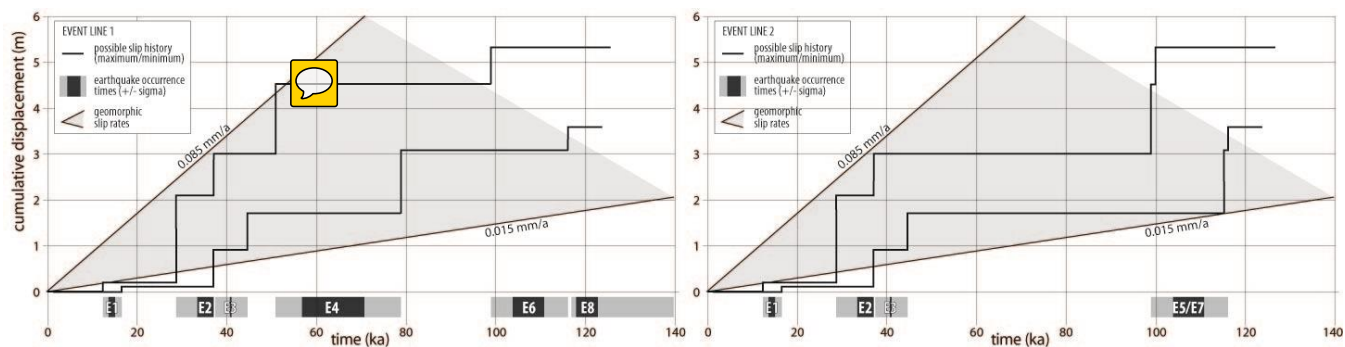 EVENT LINE 1
possible slip history
(maximum/minimum)
earthquake occurrence
times (+/- sigma)
geomorphic
slip rates
cumulative displacement (m)
6
5
4
3
2
1
0
0.085 mm/a
0.015 mm/a
E1
E2
E3
E4
E6
E8
0
20
40
60
80
100
120
140
time (ka)
EVENT LINE 2
possible slip history
(maximum/minimum)
earthquake occurrence
times (+/- sigma)
geomorphic
slip rates
6
5
4
3
2
1
0
0.085 mm/a
0.015 mm/a
E1
E2
E3
E5/E7
0
20
40
60
80
100
120
140
time (ka)